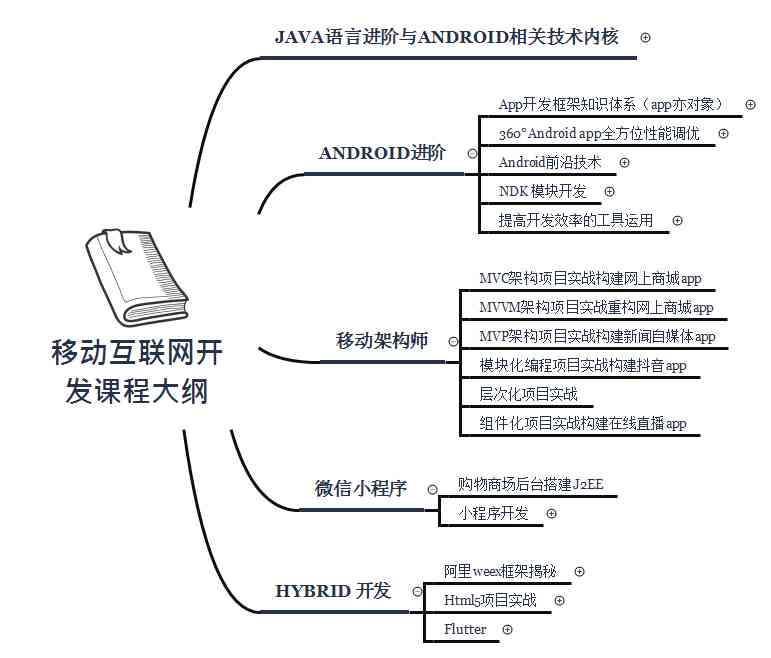 JAVA语言进阶与ANDROID相关技术内核
ANDROID进阶
App开发框架知识体系（app亦对象）
360° Android app全方位性能调优
Android前沿技术
NDK 模块开发
提高开发效率的工具运用
移动互联网开
发课程大纲
移动架构师
MVC架构项目实战构建网上商城app
MVVM架构项目实战重构网上商城app
MVP架构项目实战构建新闻自媒体app
模块化编程项目实战构建抖音app
层次化项目实战
组件化项目实战构建在线直播app
微信小程序
购物商场后台搭建J2EE
小程序开发
HYBRID 开发
阿里weex框架揭秘
Html5项目实战
Flutter